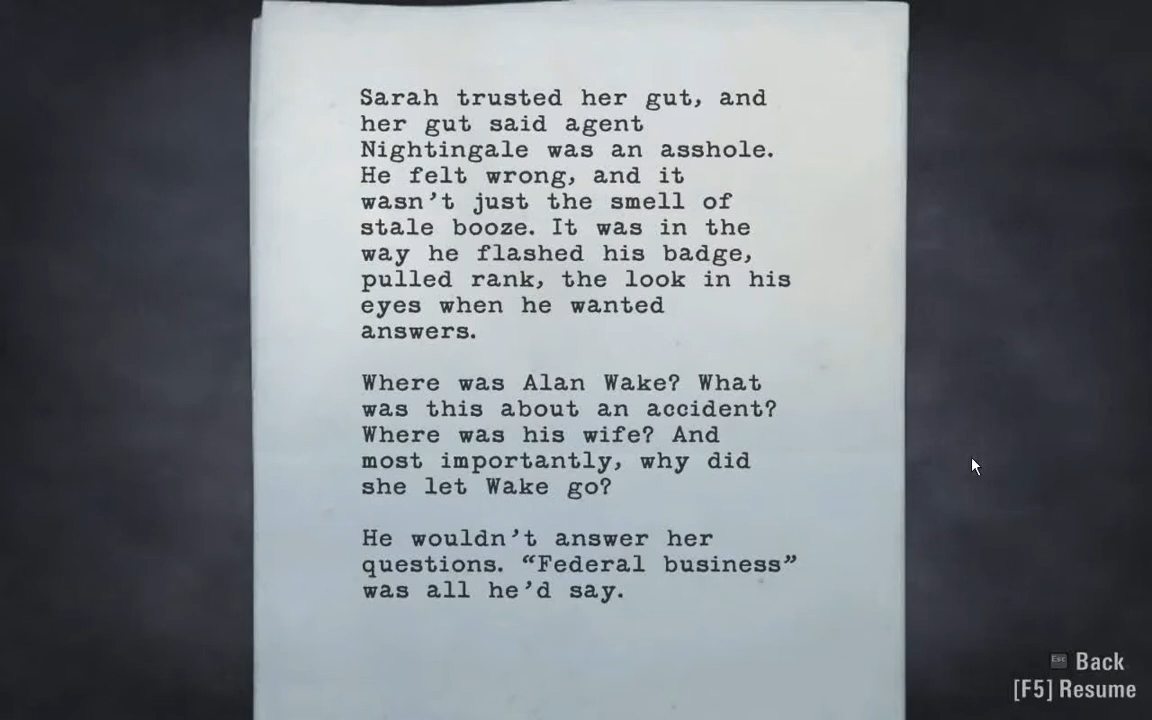 Sarah trusted her gut, and
her gut said agent
Nightingale was an asshole.
He felt wrong, and it
wasn't just the smell of
stale booze. It was in the
way he flashed his badge,
pulled rank, the look in his
eyes when he wanted
answers.
Where was Alan Wake? What
was this about an accident?
Where was his wife? And
most importantly, why did
she let Wake go?
He wouldn't answer her
questions. “Federal business”
was all he'd say.
Esc Back
[F5] Resume